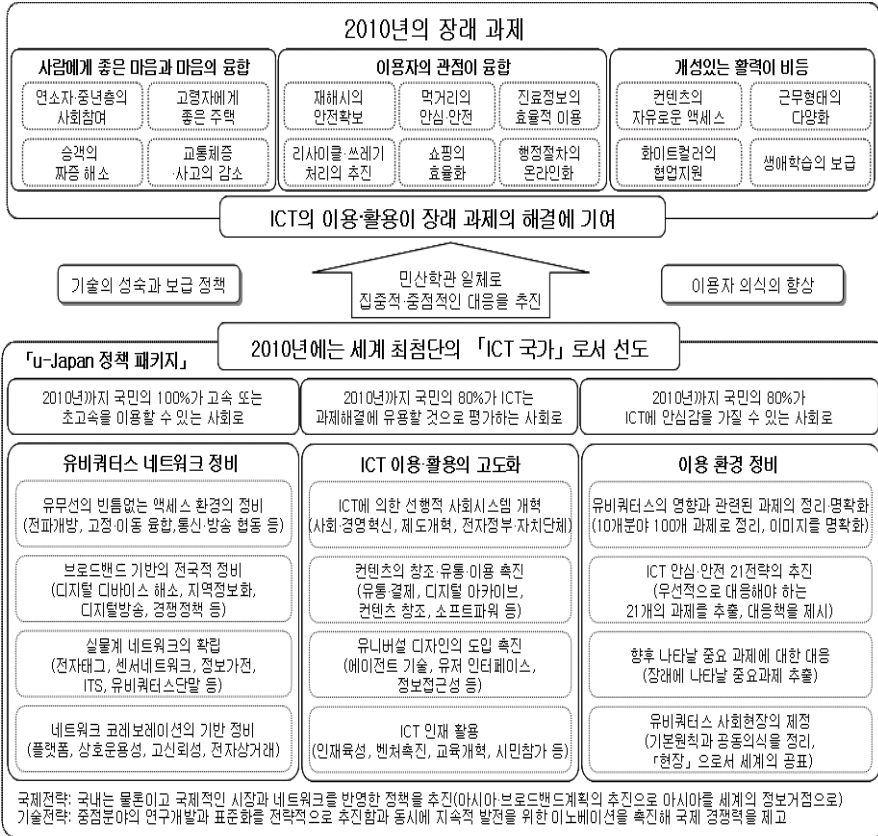 2010년의 장래 과제
사람에게 좋은 마음과 마음의 융합
연소자·중년층의
사회참여
고령자에게
좋은 주택
승객의
짜증 해소
교통체증
·사고의 감소
이용자의 관점이 융합
재해시의
안전확보
먹거리의
안심·안전
진료정보의
효율적 이용
리사이클·쓰레기
처리의 추진
쇼핑의
효율화
행정절차의
온라인화
개성있는 활력이 비등
컨텐츠의
자유로운 액세스
근무형태의
다양화
화이트컬러의
협업지원
생애학습의 보급
ICT의 이용·활용이 장래 과제의 해결에 기여
기술의 성숙과 보급 정책
민산학관 일체로
집중적·중점적인 대응을 추진
이용자 의식의 향상
2010년에는 세계 최첨단의 「ICT 국가」로서 선도
「u-Japan 정책 패키지」
2010년까지 국민의 100%가 고속 또는
초고속을 이용할 수 있는 사회로
2010년까지 국민의 80%가 ICT는
과제해결에 유용할 것으로 평가하는 사회로
2010년까지 국민의 80%가
ICT에 안심감을 가질 수 있는 사회로
유비쿼터스 네트워크 정비
유무선의 빈틈없는 액세스 환경의 정비
(전파개방, 고정·이동 융합,통신·방송 협동 등)
브로드밴드 기반의 전국적 정비
(디지털 디바이스 해소, 지역정보화,
디지털방송, 경쟁정책 등)
실물계 네트워크의 확립
(전자태그, 센서네트워크, 정보가전,
ITS, 유비쿼터스단말 등)
네트워크 코레보레이션의 기반 정비
(플랫폼, 상호운용성, 고신뢰성, 전자상거래)
ICT 이용·활용의 고도화
ICT에 의한 선행적 사회시스템 개혁
(사회·경영혁신, 제도개혁, 전자정부·자치단체)
컨텐츠의 창조·유통·이용 촉진
(유통·결제, 디지털 아카이브,
컨텐츠 창조, 소프트파워 등)
유니버설 디자인의 도입 촉진
(에이전트 기술, 유저 인터페이스,
정보접근성 등)
ICT 인재 활용
(인재육성, 벤처촉진, 교육개혁, 시민참가 등)
이용 환경 정비
유비쿼터스의 영향과 관련된 과제의 정리·명확화
(10개분야 100개 과제로 정리, 이미지를 명확화)
ICT 안심·안전 21전략의 추진
(우선적으로 대응해야 하는
21개의 과제를 추출, 대응책을 제시)
향후 나타날 중요 과제에 대한 대응
(장래에 나타날 중요과제 추출)
유비쿼터스 사회현장의 제정
(기본원칙과 공동의식을 정리,
「현장」으로서 세계의 공표)
국제전략: 국내는 물론이고 국제적인 시장과 네트워크를 반영한 정책을 추진(아시아·브로드밴드계획의 추진으로 아시아를 세계의 정보거점으로)
기술전략: 중점분야의 연구개발과 표준화를 전략적으로 추진함과 동시에 지속적 발전을 위한 이노베이션을 촉진해 국제 경쟁력을 제고